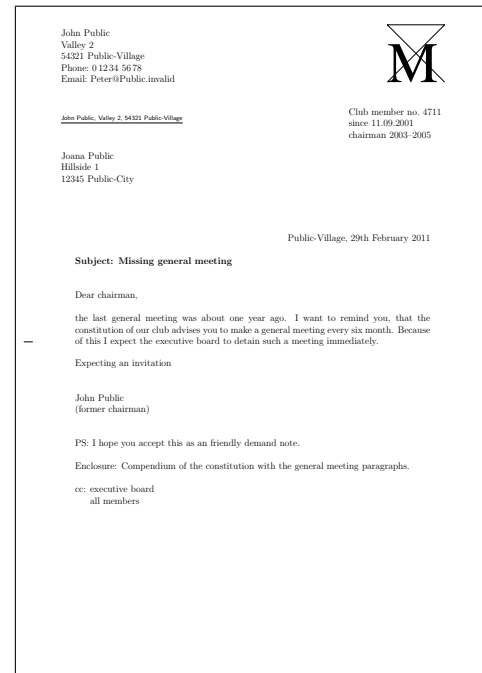 John Public
Valley 2
54321 Public-Village
Phone: 0 12 34 56 78
Email: Peter@Public.invalid
M
John Public, Valley 2, 54321 Public-Village
Club member no. 4711
since 11.09.2001
chairman 2003–2005
Joana Public
Hillside 1
12345 Public-City
Public-Village, 29th February 2011
Subject: Missing general meeting
Dear chairman,
the last general meeting was about one year ago. I want to remind you, that the
constitution of our club advises you to make a general meeting every six month. Because
of this I expect the executive board to detain such a meeting immediately.
Expecting an invitation
John Public
(former chairman)
PS: I hope you accept this as an friendly demand note.
Enclosure: Compendium of the constitution with the general meeting paragraphs.
cc: executive board
all members